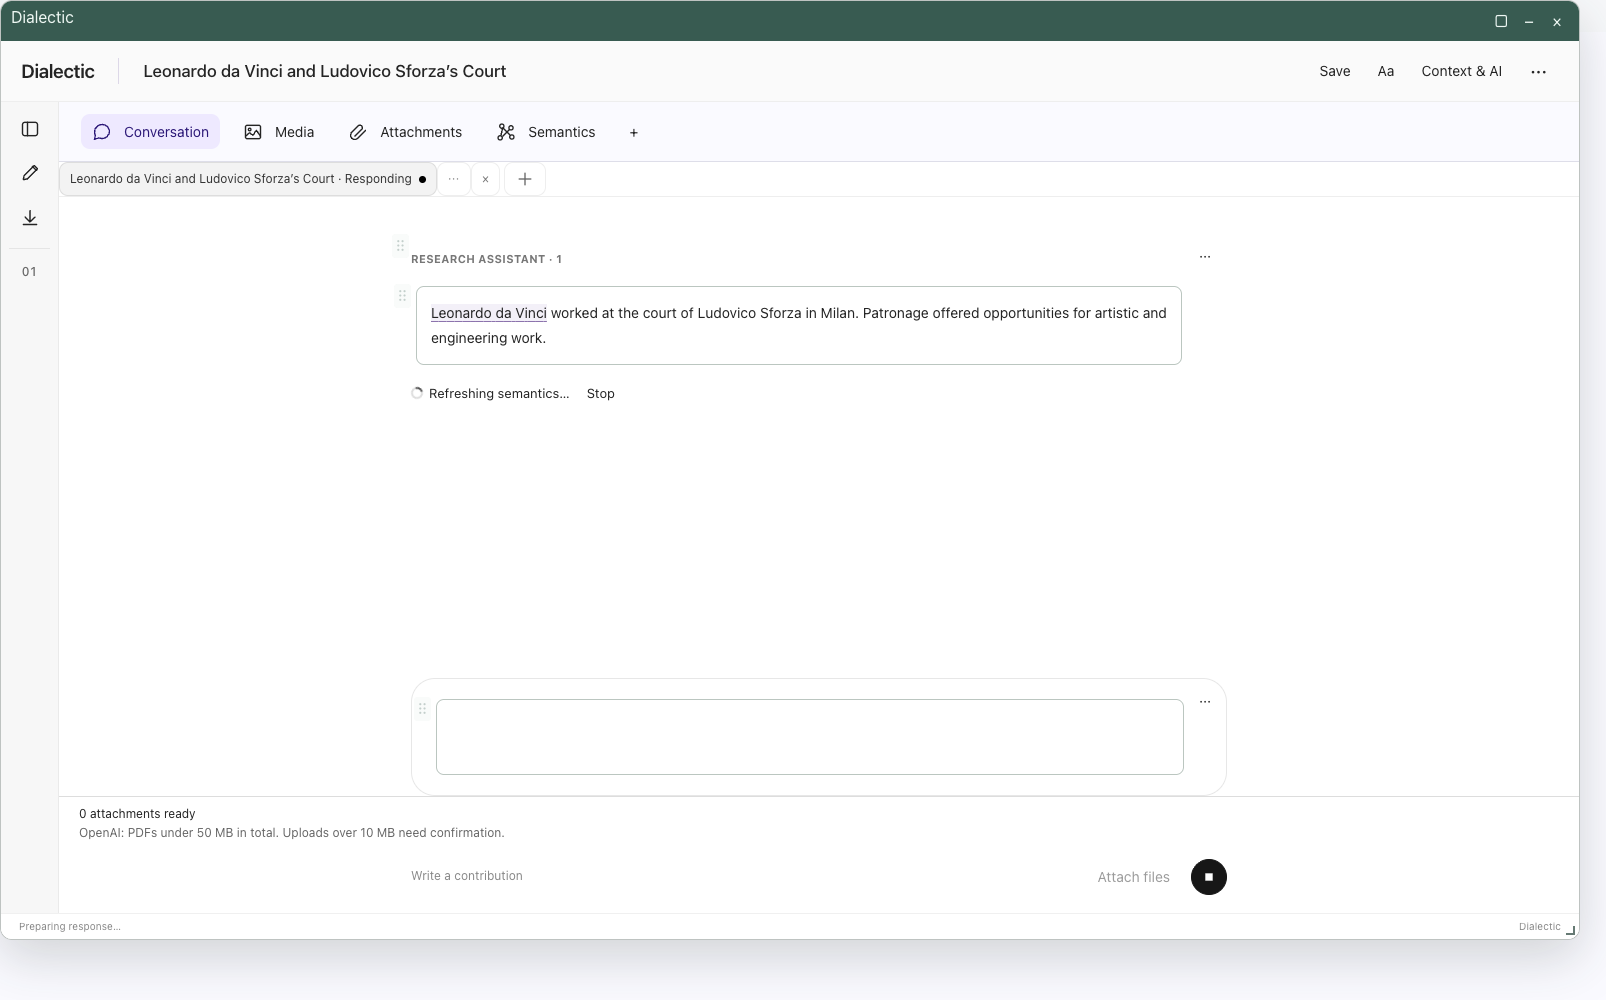 Dialectic
Dialectic
Leonardo da Vinci and Ludovico Sforza’s Court
Save
Aa
Context & AI
Conversation
Media
Attachments
Semantics
+
Leonardo da Vinci and Ludovico Sforza’s Court · Responding
01
RESEARCH ASSISTANT · 1
Leonardo da Vinci worked at the court of Ludovico Sforza in Milan. Patronage offered opportunities for artistic and
engineering work.
Refreshing semantics…
Stop
0 attachments ready
OpenAI: PDFs under 50 MB in total. Uploads over 10 MB need confirmation.
Write a contribution
Attach files
Preparing response…
Dialectic